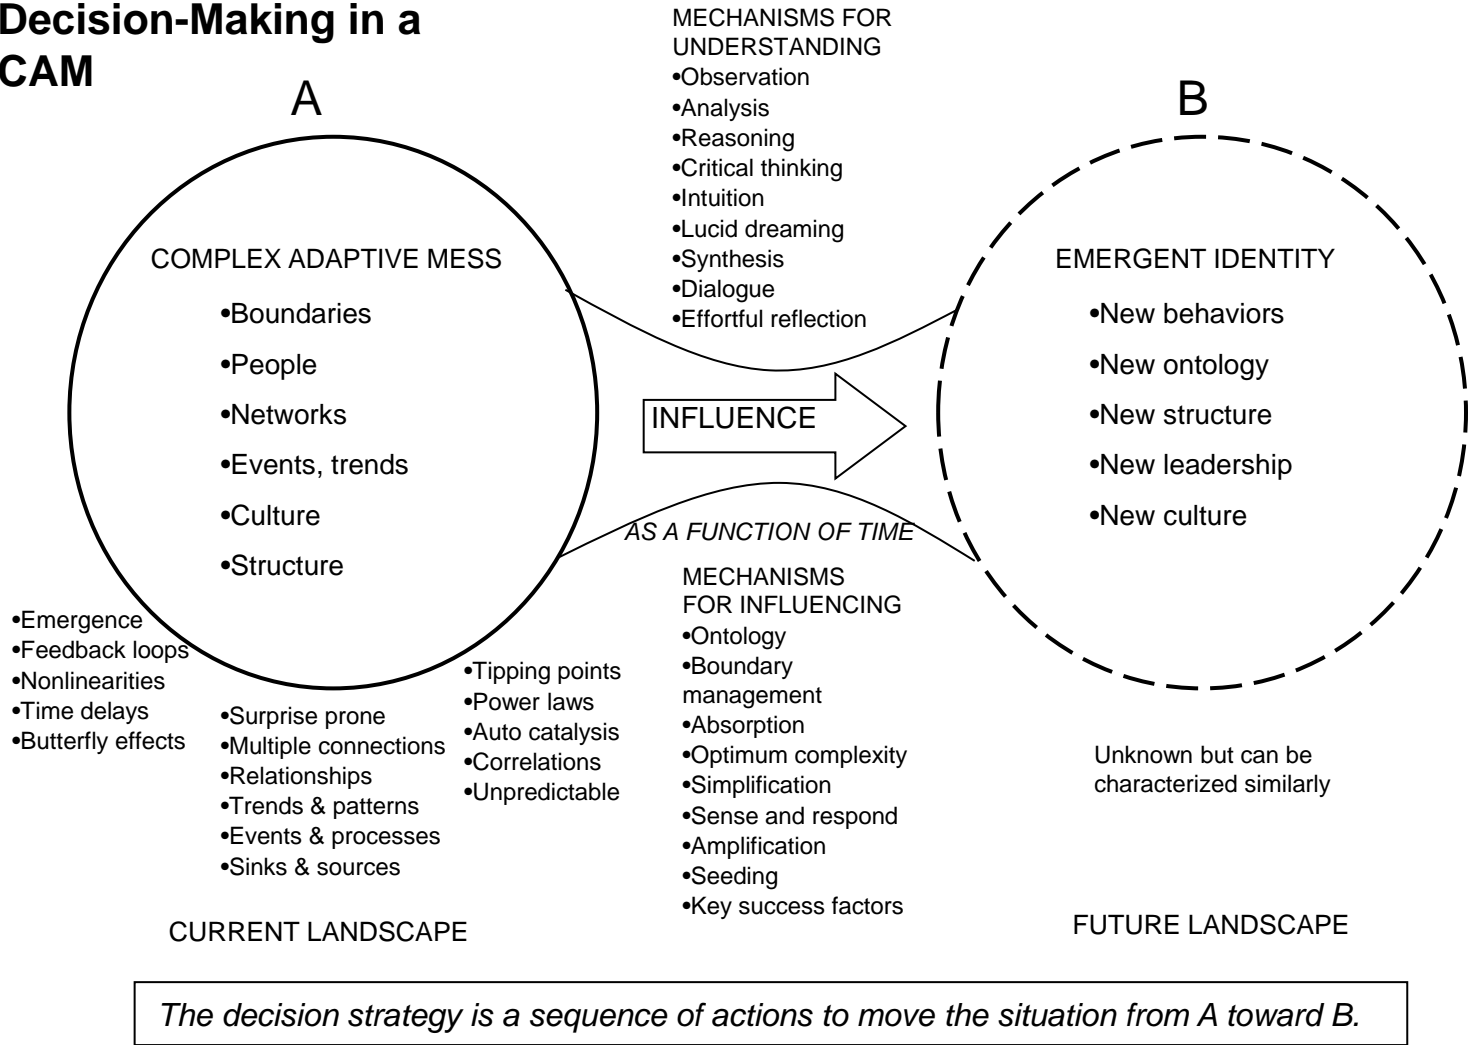 Decision-Making in a
CAM
A
COMPLEX ADAPTIVE MESS
•Boundaries
•People
•Networks
•Events, trends
•Culture
•Structure
•Emergence
•Feedback loops
•Nonlinearities
•Time delays
•Butterfly effects
•Surprise prone
•Multiple connections
•Relationships
•Trends & patterns
•Events & processes
•Sinks & sources
•Tipping points
•Power laws
•Auto catalysis
•Correlations
•Unpredictable
CURRENT LANDSCAPE
MECHANISMS FOR
UNDERSTANDING
•Observation
•Analysis
•Reasoning
•Critical thinking
•Intuition
•Lucid dreaming
•Synthesis
•Dialogue
•Effortful reflection
INFLUENCE
AS A FUNCTION OF TIME
MECHANISMS
FOR INFLUENCING
•Ontology
•Boundary
management
•Absorption
•Optimum complexity
•Simplification
•Sense and respond
•Amplification
•Seeding
•Key success factors
B
EMERGENT IDENTITY
•New behaviors
•New ontology
•New structure
•New leadership
•New culture
Unknown but can be
characterized similarly
FUTURE LANDSCAPE
The decision strategy is a sequence of actions to move the situation from A toward B.